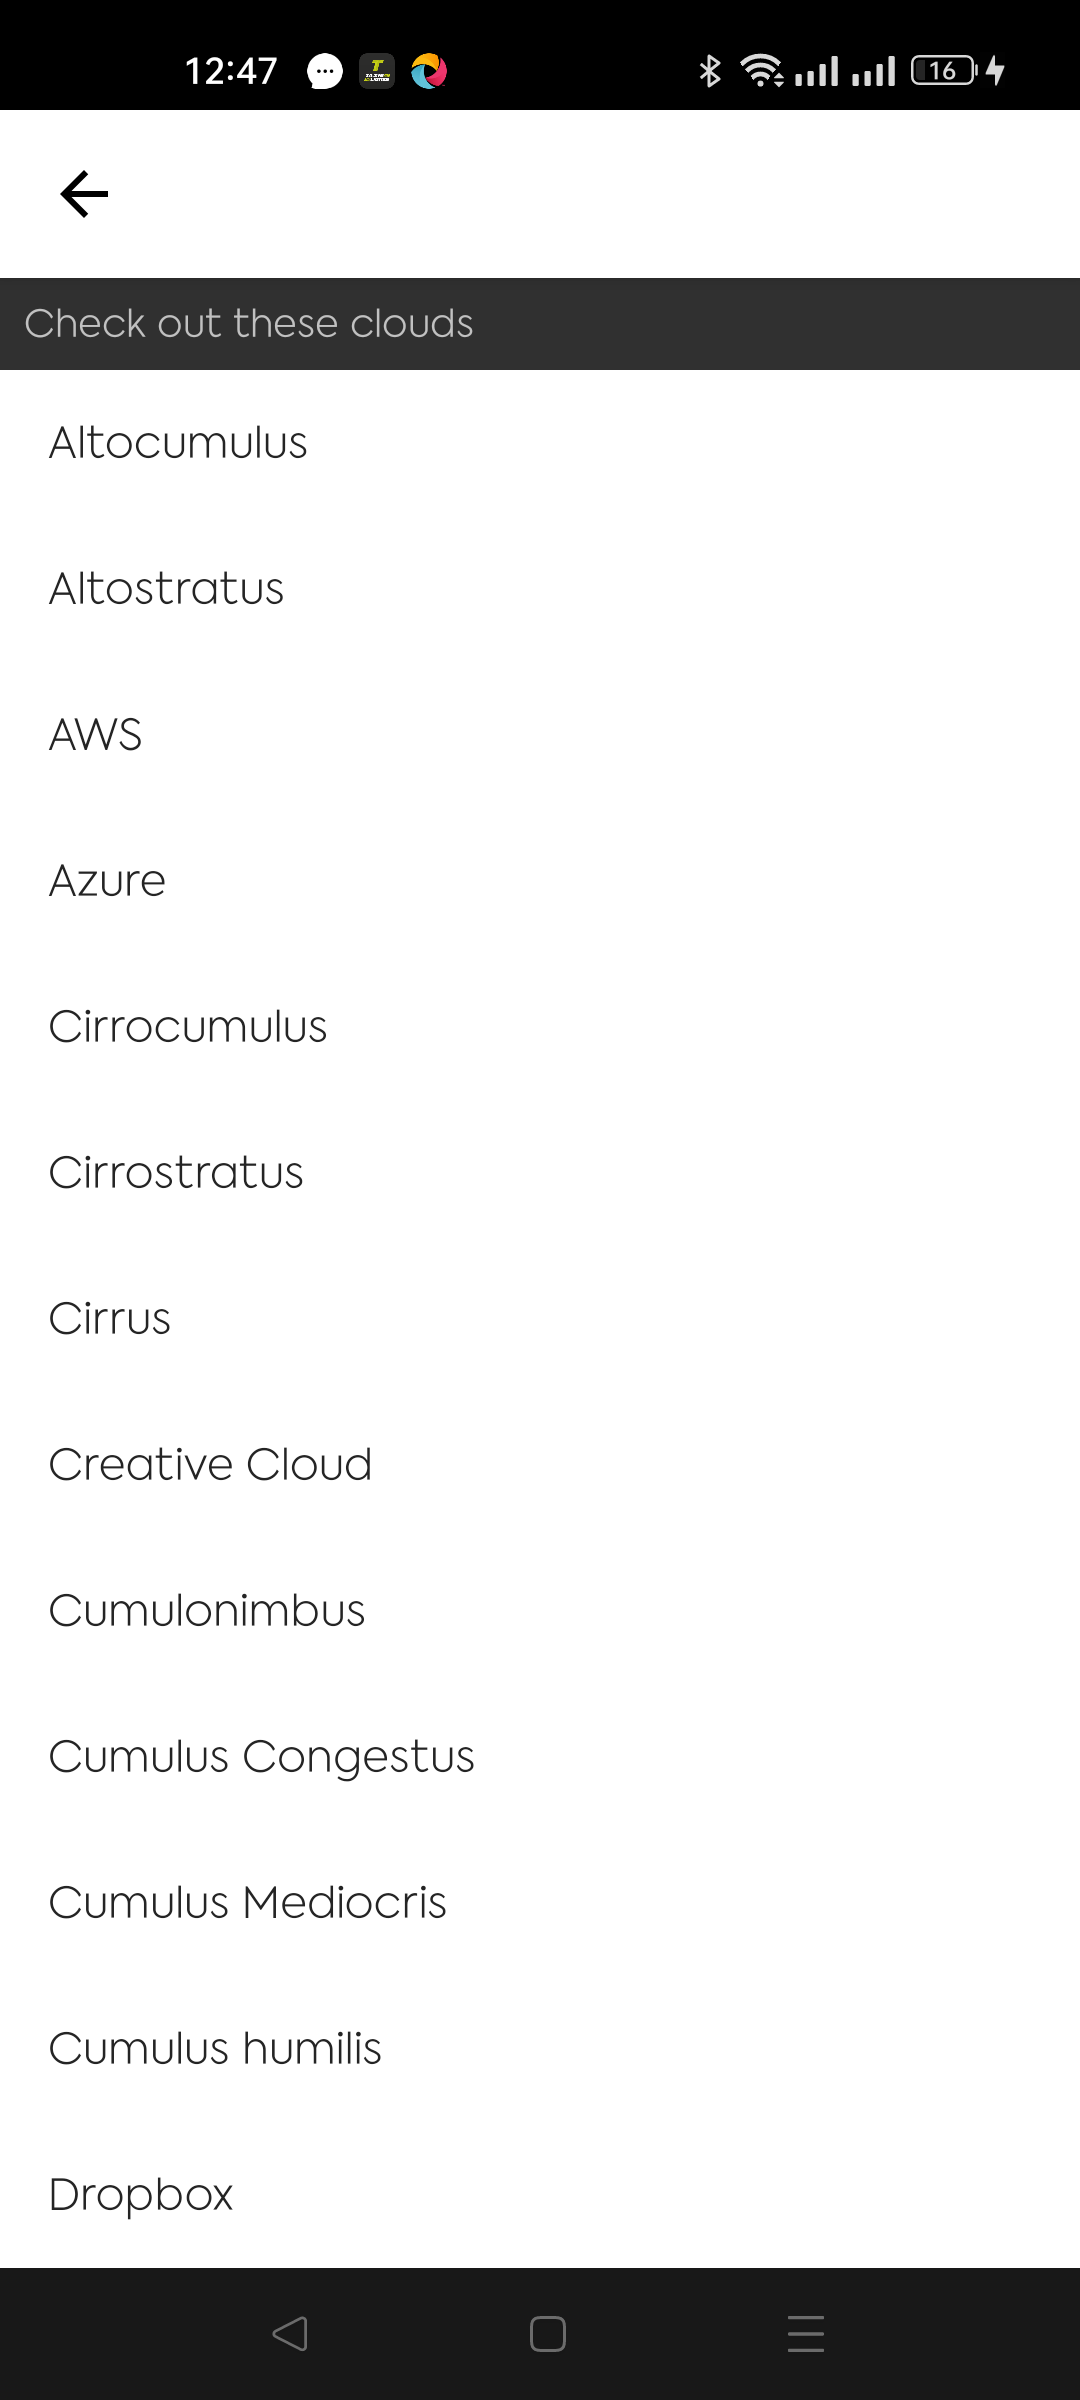 12:47
16
Check out these clouds
Altocumulus
Altostratus
AWS
Azure
Cirrocumulus
Cirrostratus
Cirrus
Creative Cloud
Cumulonimbus
Cumulus Congestus
Cumulus Mediocris
Cumulus humilis
Dropbox